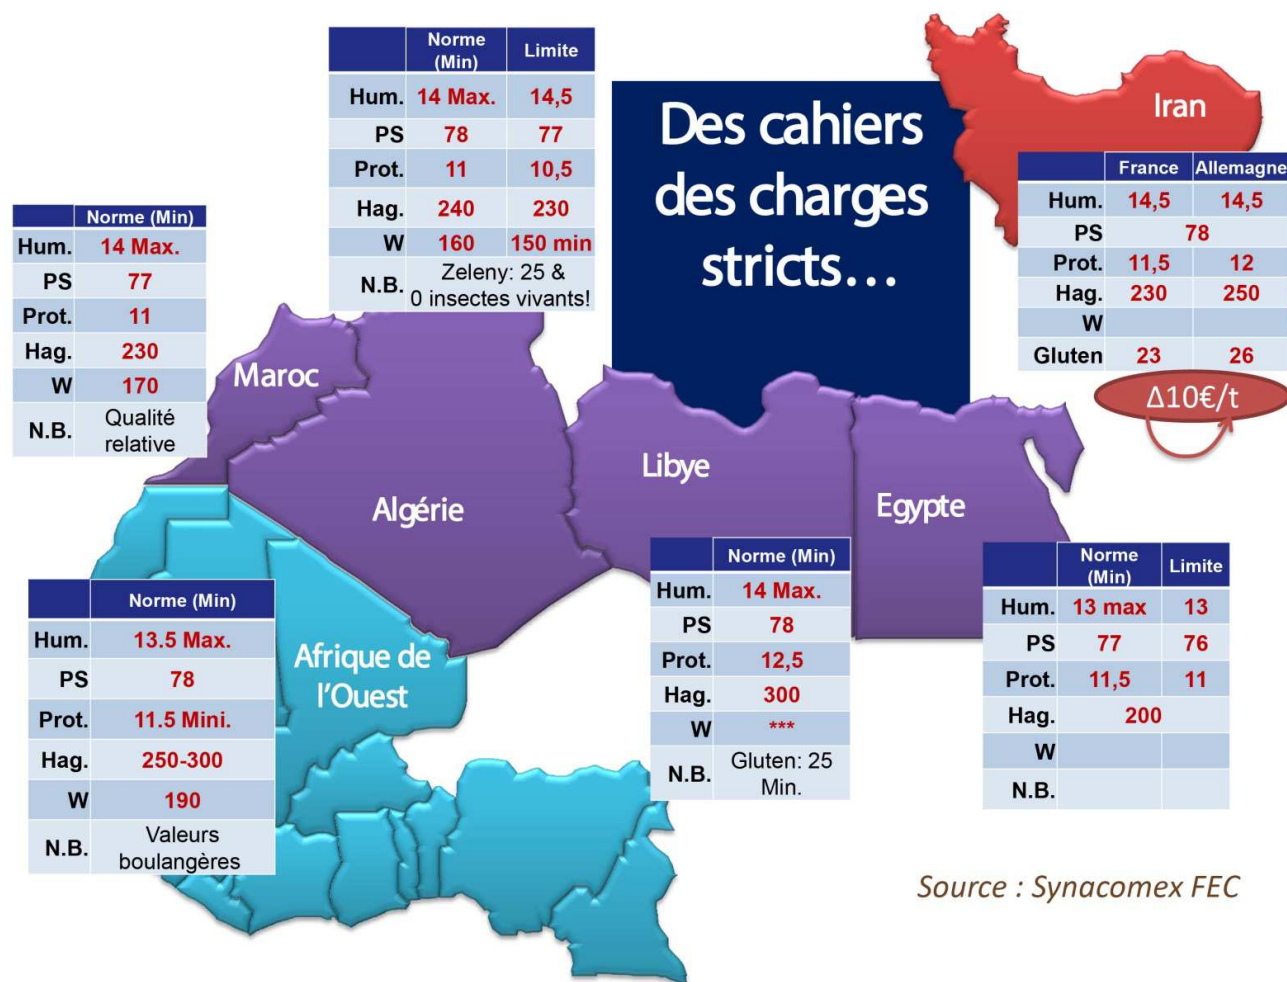 Des cahiers
des charges
stricts…
Norme
(Min) Limite
Hum. 14 Max. 14,5
PS 78 77
Prot. 11 10,5
Hag. 240 230
W 160 150 min
N.B. Zeleny: 25 &
0 insectes vivants!
Iran
France Allemagne
Hum. 14,5 14,5
PS 78
Prot. 11,5 12
Hag. 230 250
W
Gluten 23 26
Δ10€/t
Norme (Min)
Hum. 14 Max.
PS 77
Prot. 11
Hag. 230
W 170
N.B. Qualité
relative
Maroc
Algérie
Libye
Egypte
Afrique de
l'Ouest
Norme (Min)
Hum. 13.5 Max.
PS 78
Prot. 11.5 Mini.
Hag. 250-300
W 190
N.B. Valeurs
boulangères
Norme (Min)
Hum. 14 Max.
PS 78
Prot. 12,5
Hag. 300
W ***
N.B. Gluten: 25
Min.
Norme
(Min) Limite
Hum. 13 max 13
PS 77 76
Prot. 11,5 11
Hag. 200
W
N.B.
Source : Synacomex FEC